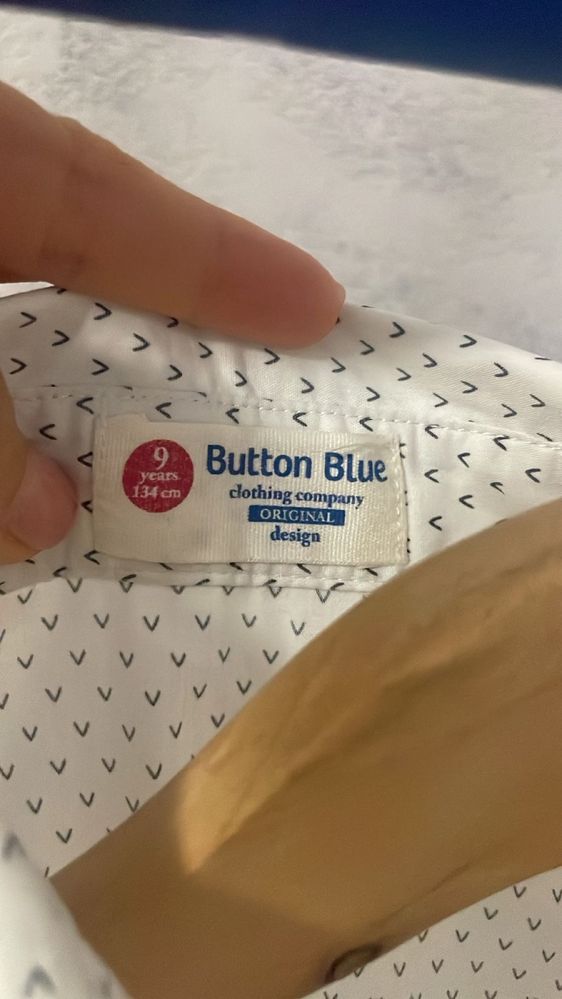 9
years
134 cm
Button Blue
clothing company
ORIGINAL
design